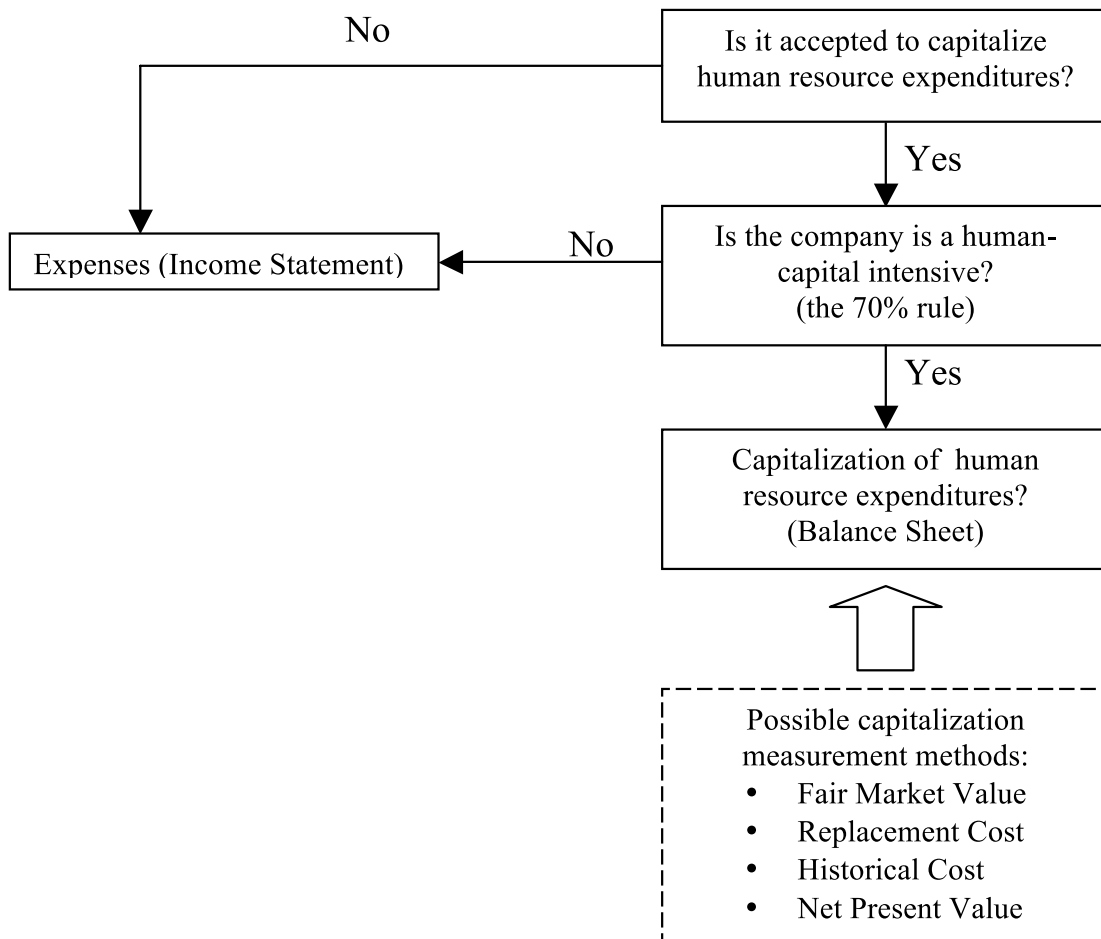 No
Is it accepted to capitalize
human resource expenditures?
Yes
Expenses (Income Statement)
No
Is the company is a human-
capital intensive?
(the 70% rule)
Yes
Capitalization of human
resource expenditures?
(Balance Sheet)
Possible capitalization
measurement methods:
• Fair Market Value
• Replacement Cost
• Historical Cost
• Net Present Value